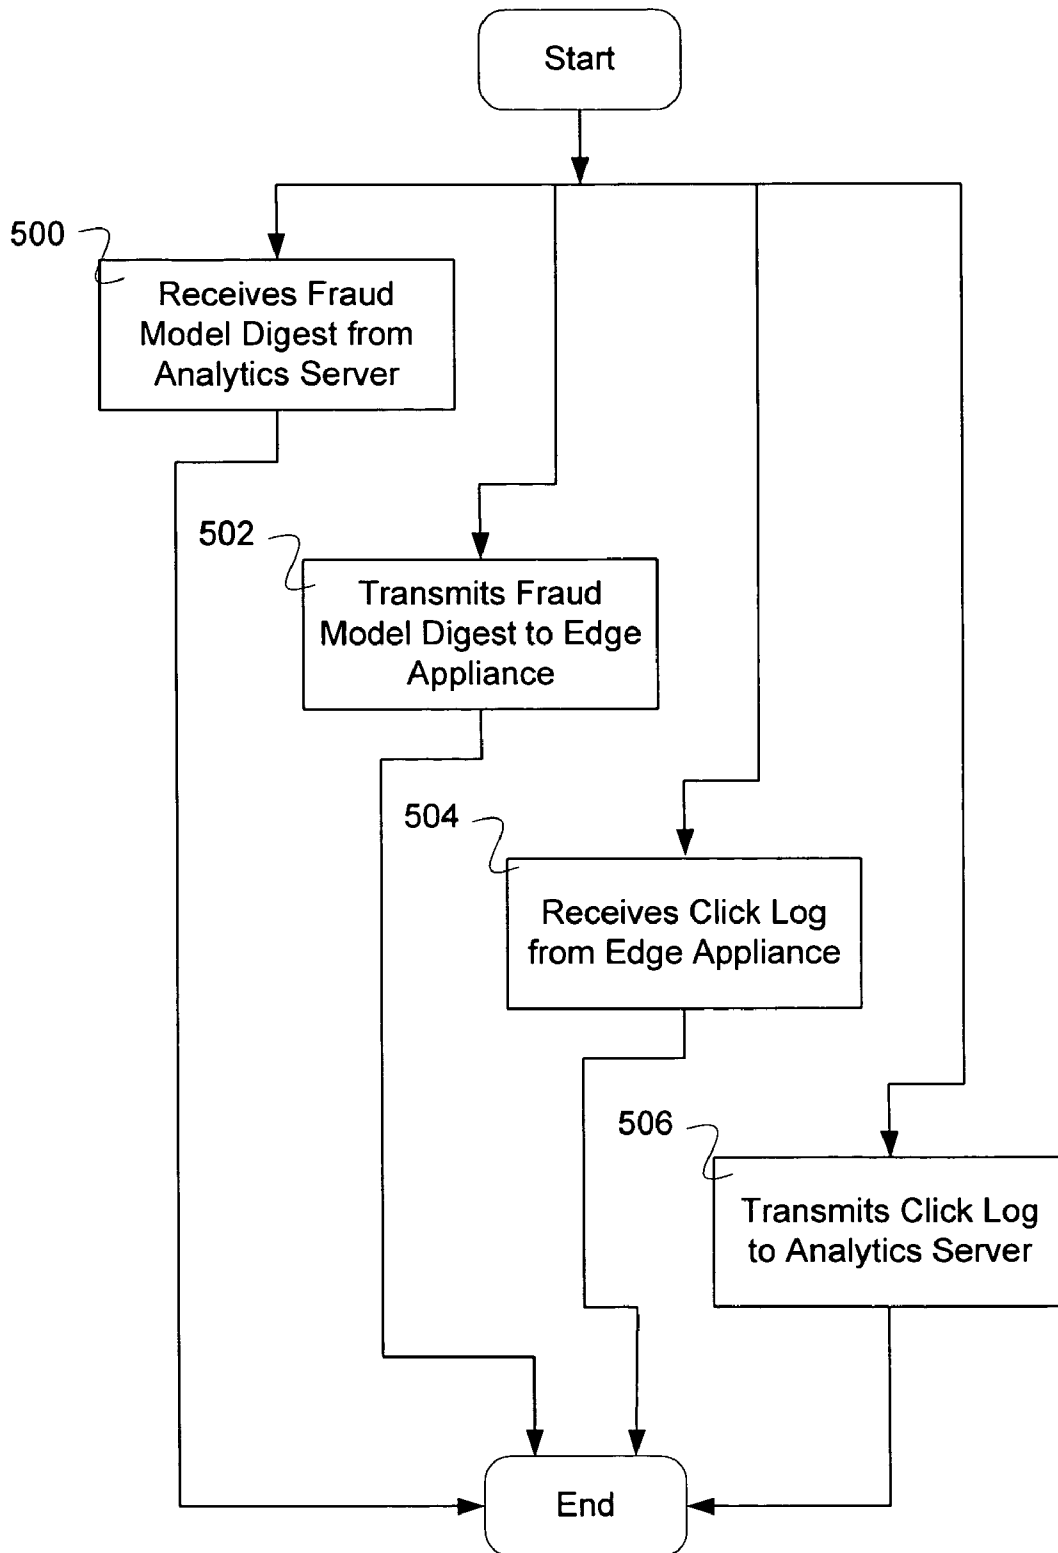 Start
500
Receives Fraud
Model Digest from
Analytics Server
502
Transmits Fraud
Model Digest to Edge
Appliance
504
Receives Click Log
from Edge Appliance
506
Transmits Click Log
to Analytics Server
End